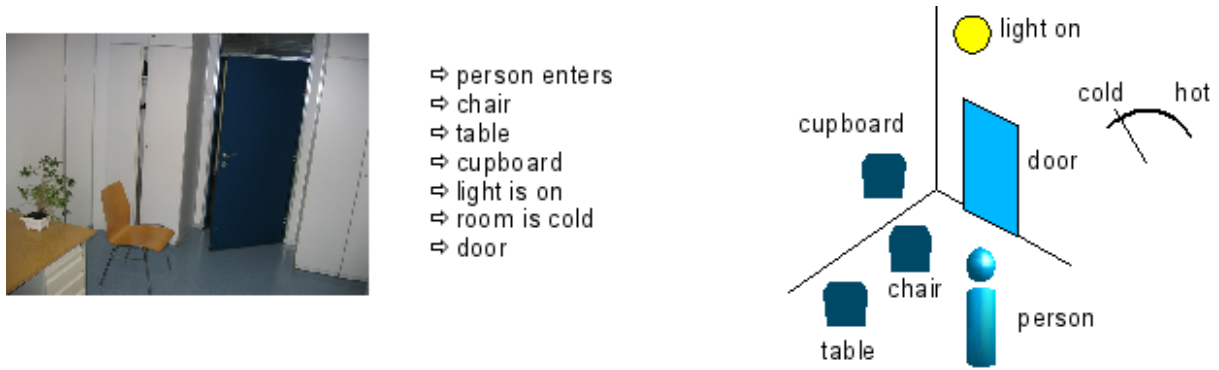 ⇨ person enters
⇨ chair
⇨ table
⇨ cupboard
⇨ light is on
⇨ room is cold
⇨ door
light on
cold hot
cupboard
door
chair
person
table